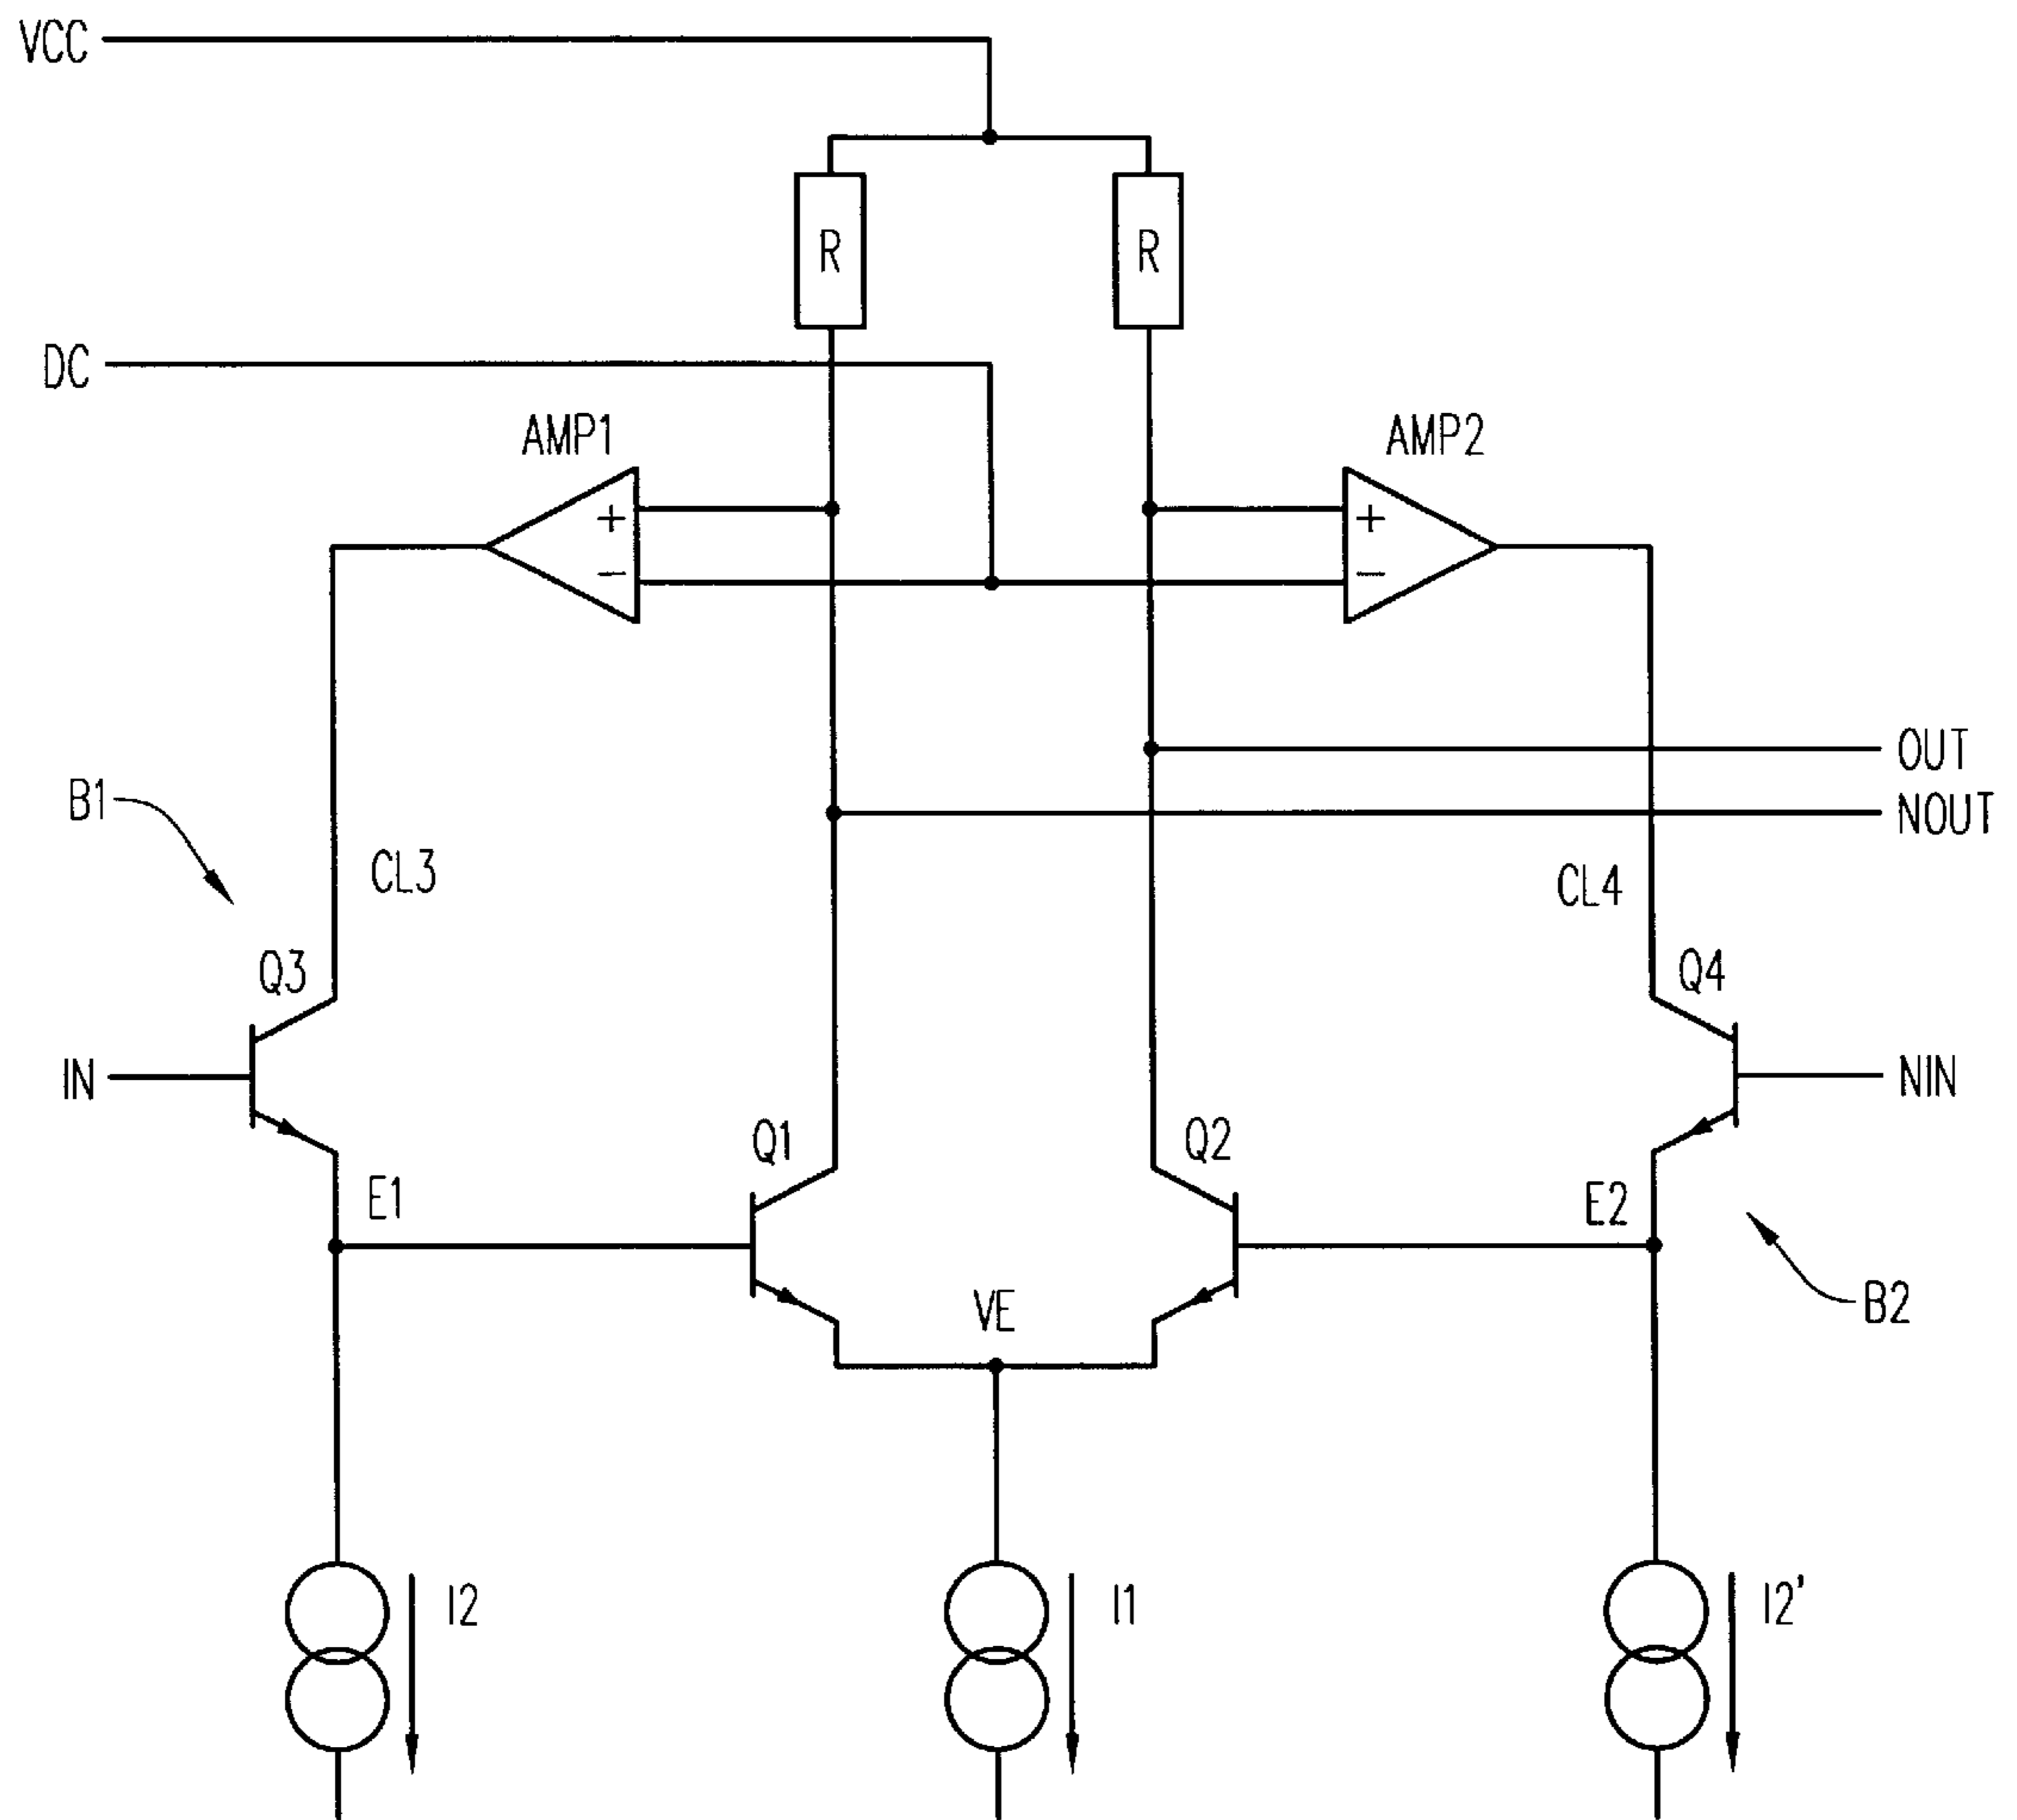 VCC
R R
DC
AMP1 AMP2
+ +
− −
OUT
B1 NOUT
CL3 CL4
Q3 Q4
IN NIN
Q1 Q2
E1 E2
VE B2
I2 I1 I2'